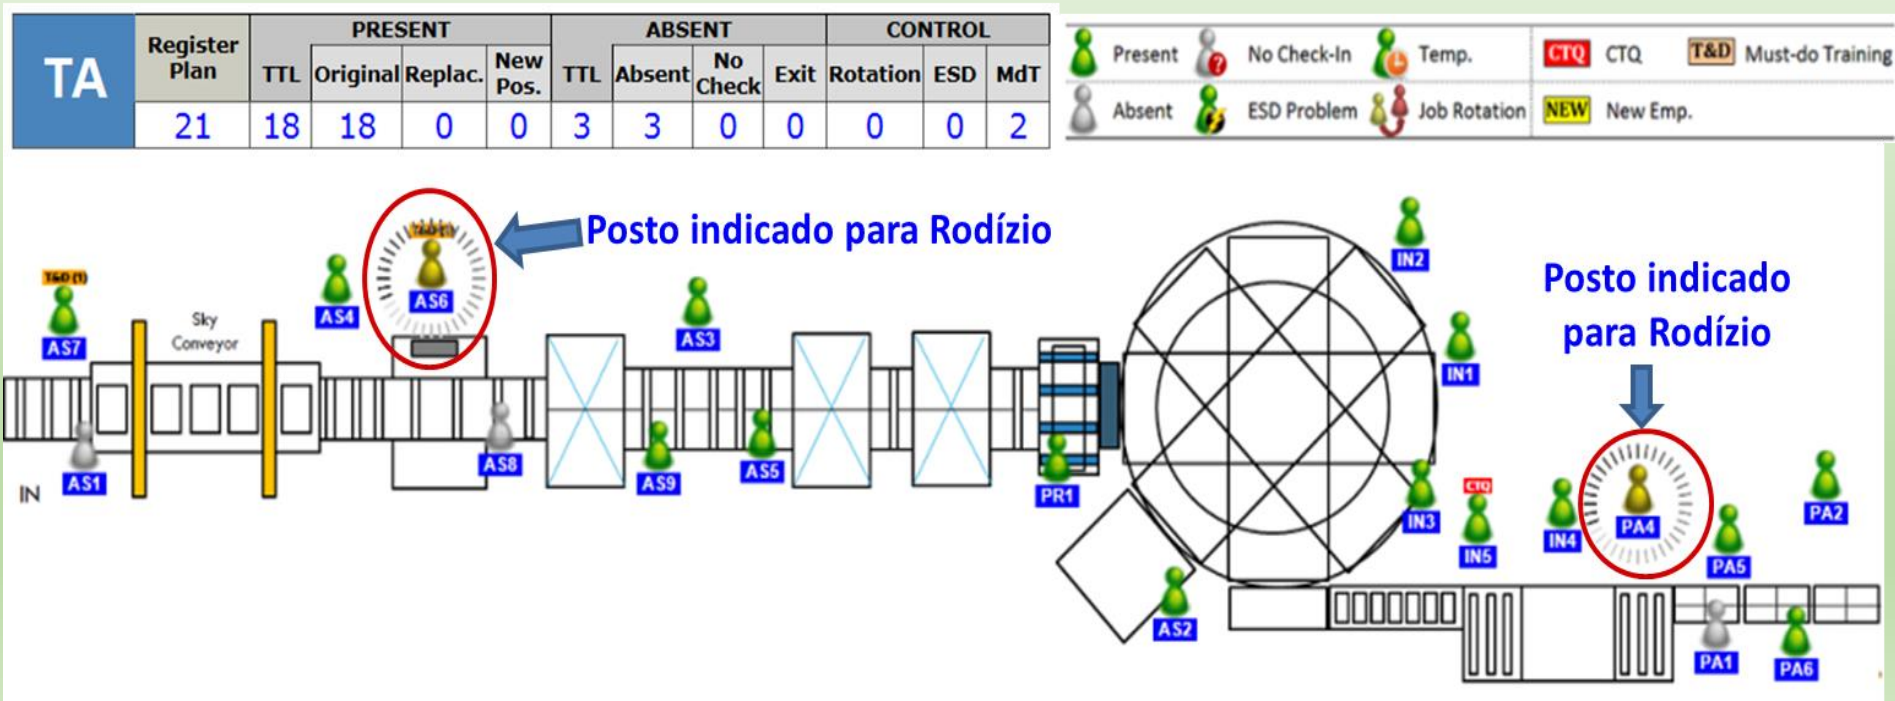 TA
Register Plan
PRESENT
ABSENT
CONTROL
TTL Original Replac. New Pos. TTL Absent No Check Exit Rotation ESD MdT
21 18 18 0 0 3 3 0 0 0 0 2
Present No Check-In Temp. CTQ CTQ T&D Must-do Training
Absent ESD Problem Job Rotation NEW New Emp.
Posto indicado para Rodízio
Posto indicado
para Rodízio
T&D (1)
AS7
Sky
Conveyor
AS4
AS6
AS3
IN2
IN1
IN
AS1
AS8
AS9
AS5
PR1
IN3
CTQ
IN5
IN4
PA4
PA5
PA2
AS2
PA1
PA6